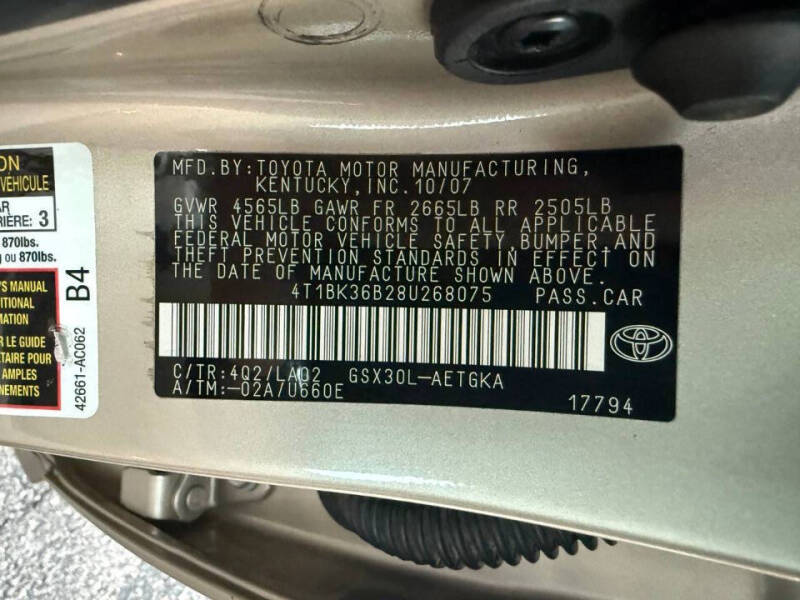 ON
VEHICULE
AR
RIÈRE: 3
870lbs.
ou 870lbs.
'S MANUAL
ITIONAL
MATION
LE GUIDE
ETAIRE POUR
AMPLES
GNEMENTS
B4
42661-AC062
MFD.BY:TOYOTA MOTOR MANUFACTURING,
KENTUCKY,INC.10/07
GVWR 4565LB GAWR FR 2665LB RR 2505LB
THIS VEHICLE CONFORMS TO ALL APPLICABLE
FEDERAL MOTOR VEHICLE SAFETY,BUMPER,AND
THEFT PREVENTION STANDARDS IN EFFECT ON
THE DATE OF MANUFACTURE SHOWN ABOVE.
4T1BK36B28U268075 PASS.CAR
C/TR:4Q2/LA02 GSX30L-AETGKA
A/TM:-02A/U660E
17794